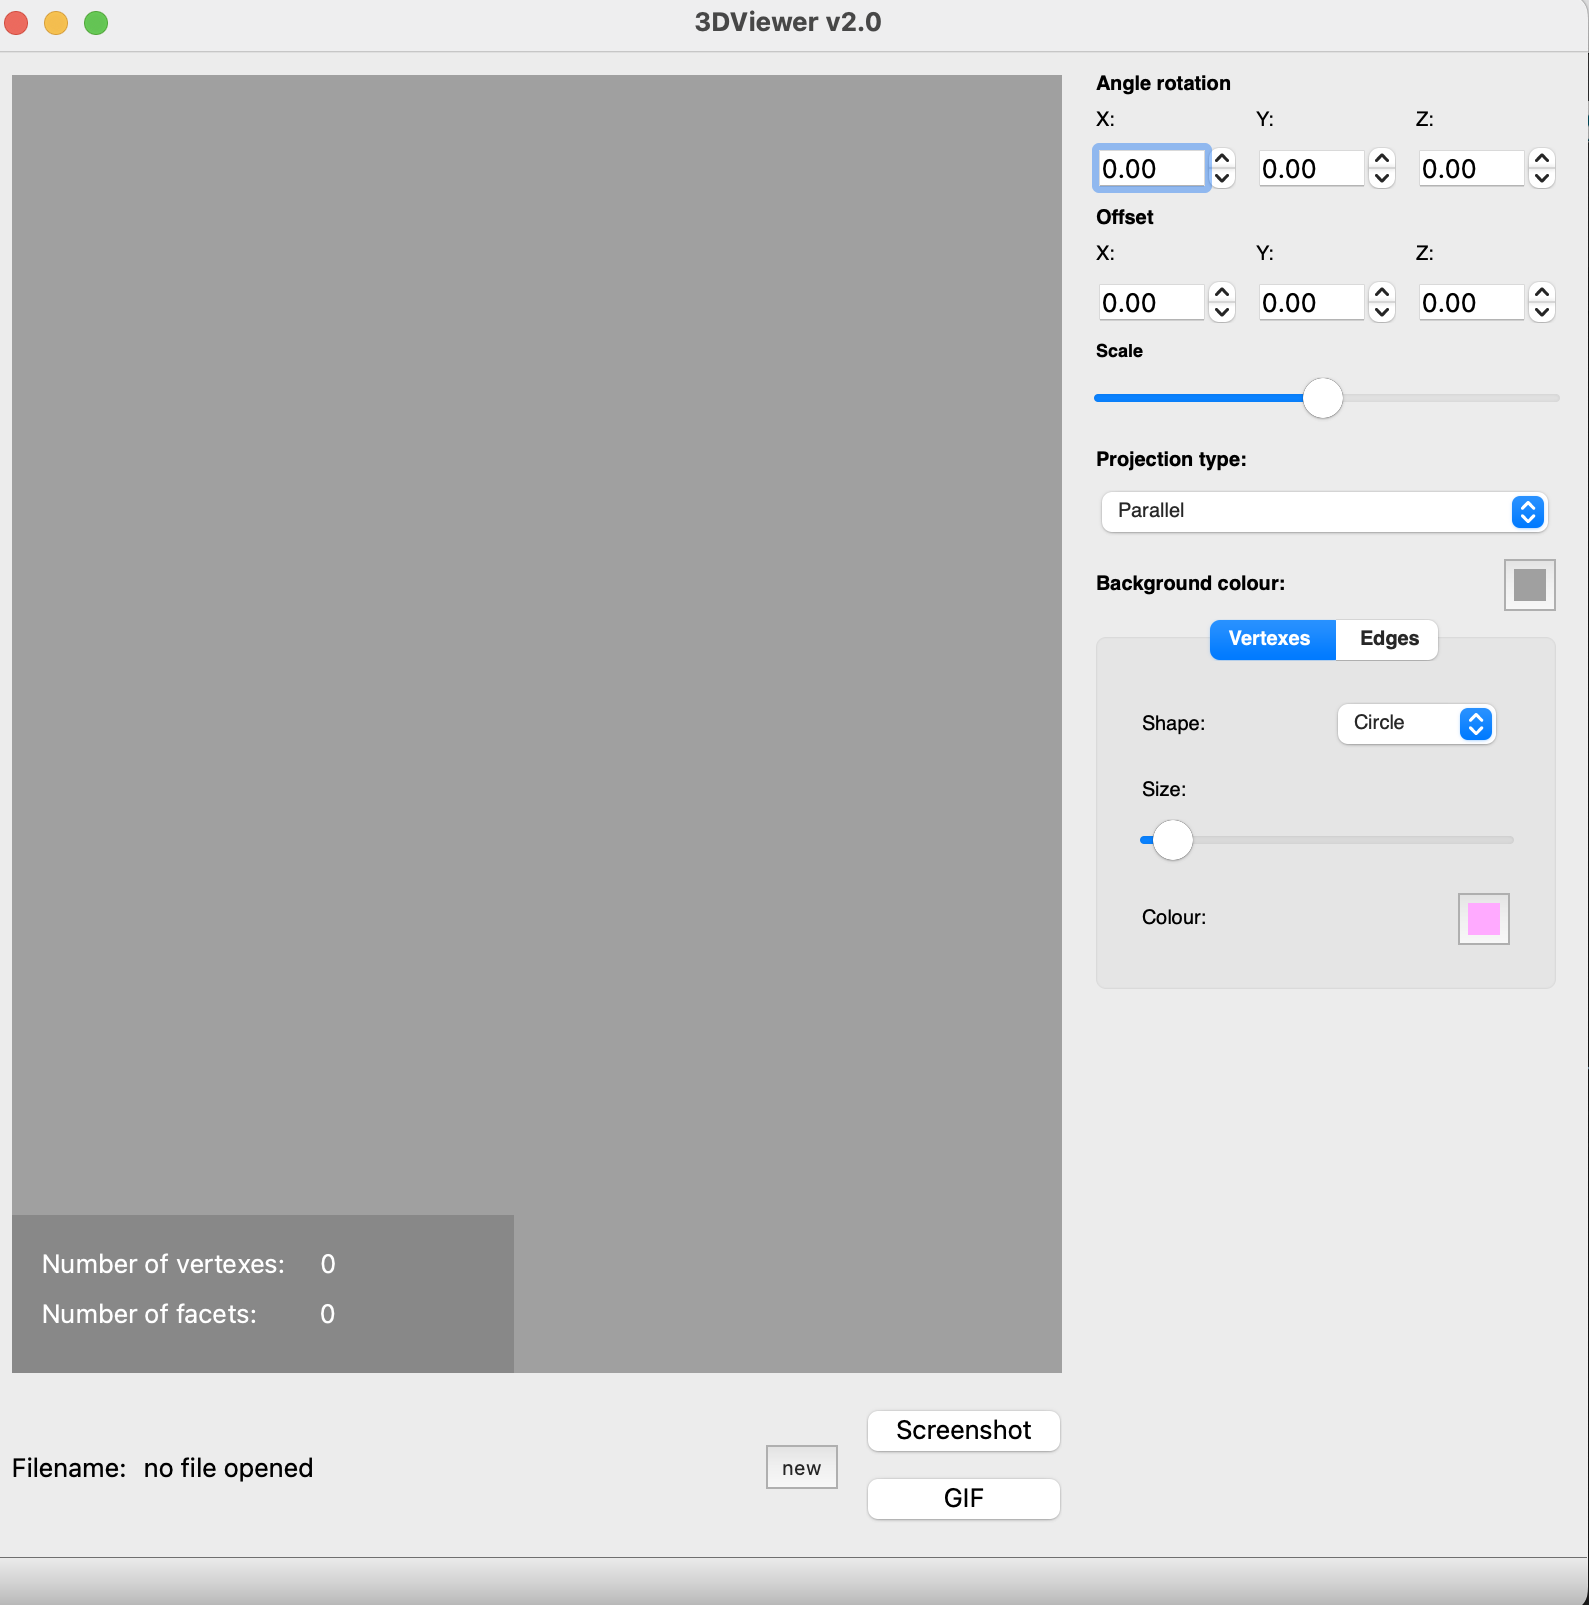 3DViewer v2.0
Angle rotation
X: Y: Z:
0.00 0.00 0.00
Offset
X: Y: Z:
0.00 0.00 0.00
Scale
Projection type:
Parallel
Background colour:
Vertexes Edges
Shape: Circle
Size:
Colour:
Number of vertexes: 0
Number of facets: 0
Filename: no file opened
new
Screenshot
GIF